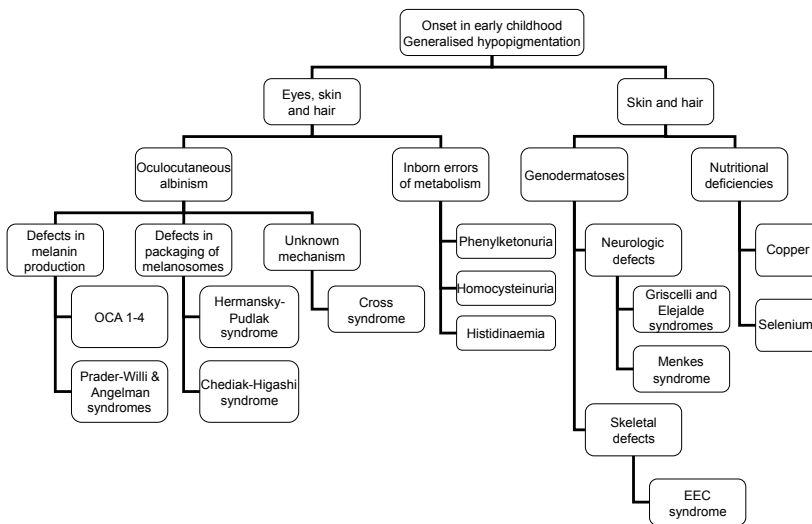 Onset in early childhood
Generalised hypopigmentation
Eyes, skin
and hair
Skin and hair
Oculocutaneous
albinism
Inborn errors
of metabolism
Genodermatoses
Nutritional
deficiencies
Defects in
melanin
production
Defects in
packaging of
melanosomes
Unknown
mechanism
Phenylketonuria
Neurologic
defects
Copper
OCA 1-4
Hermansky-
Pudlak
syndrome
Cross
syndrome
Homocysteinuria
Griscelli and
Elejalde
syndromes
Histidinaemia
Selenium
Prader-Willi &
Angelman
syndromes
Chediak-Higashi
syndrome
Menkes
syndrome
Skeletal
defects
EEC
syndrome